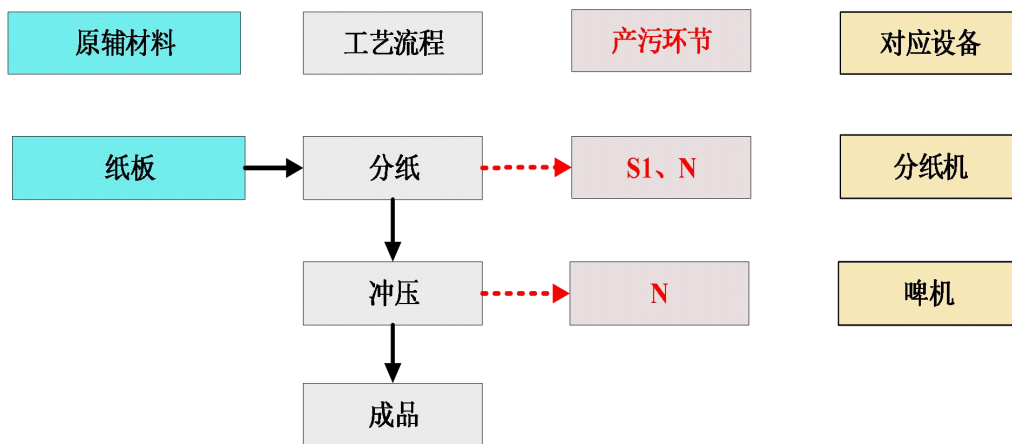 原辅材料 工艺流程 产污环节 对应设备
纸板 分纸 S1、N 分纸机
冲压 N 啤机
成品